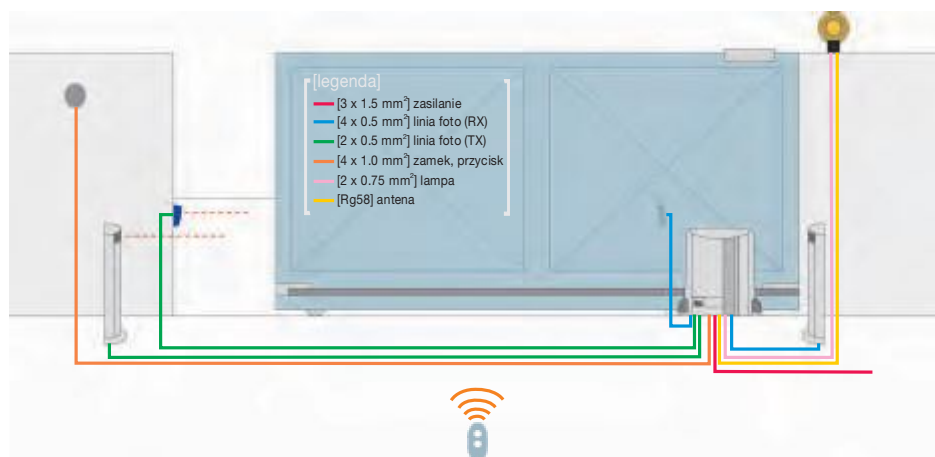 [legenda]
[3 x 1.5 mm²] zasilanie
[4 x 0.5 mm²] linia foto (RX)
[2 x 0.5 mm²] linia foto (TX)
[4 x 1.0 mm²] zamek, przycisk
[2 x 0.75 mm²] lampa
[Rg58] antena